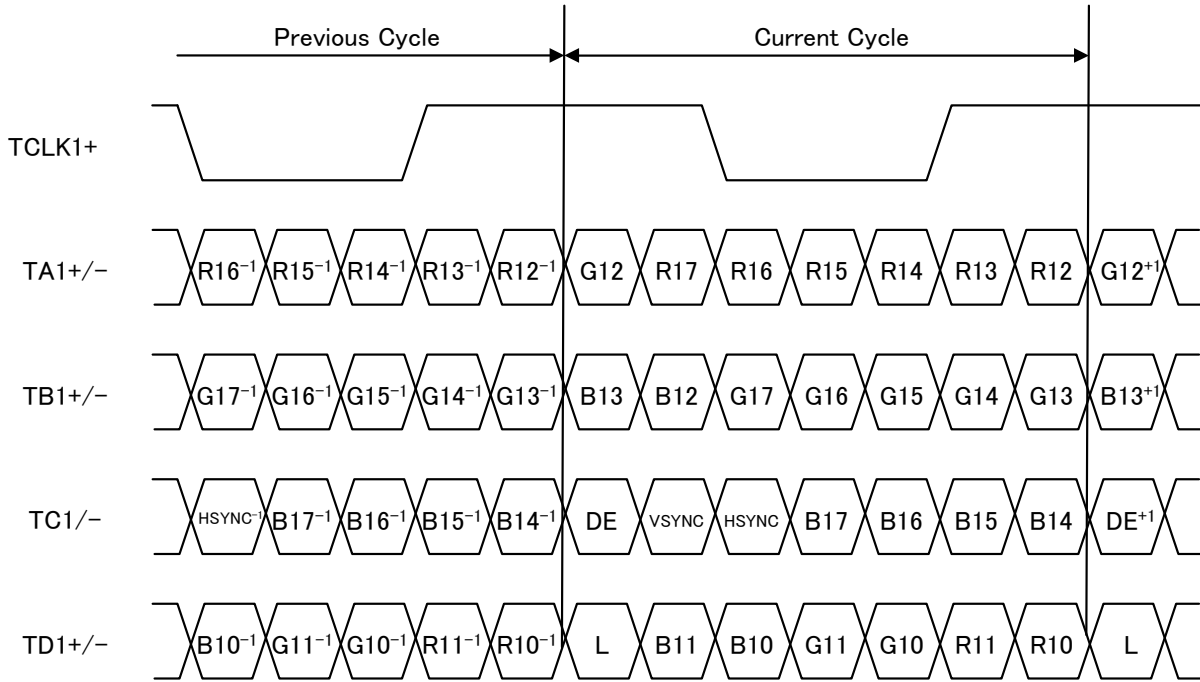 Previous Cycle Current Cycle
TCLK1+
TA1+/- R16⁻¹ R15⁻¹ R14⁻¹ R13⁻¹ R12⁻¹ G12 R17 R16 R15 R14 R13 R12 G12⁺¹
TB1+/- G17⁻¹ G16⁻¹ G15⁻¹ G14⁻¹ G13⁻¹ B13 B12 G17 G16 G15 G14 G13 B13⁺¹
TC1/- HSYNC⁻¹ B17⁻¹ B16⁻¹ B15⁻¹ B14⁻¹ DE VSYNC HSYNC B17 B16 B15 B14 DE⁺¹
TD1+/- B10⁻¹ G11⁻¹ G10⁻¹ R11⁻¹ R10⁻¹ L B11 B10 G11 G10 R11 R10 L